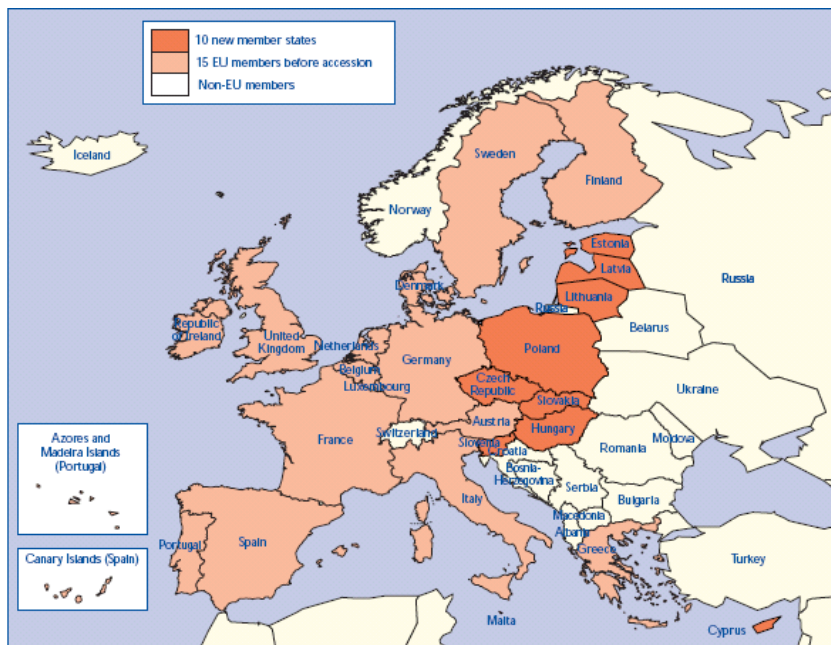 10 new member states
15 EU members before accession
Non-EU members
Iceland
Sweden
Finland
Norway
Estonia
Latvia
Russia
Denmark
Lithuania
Russia
Republic
of Ireland
United
Kingdom
Netherlands
Belarus
Germany
Poland
Belgium
Luxembourg
Czech
Republic
Ukraine
Slovakia
Austria
Hungary
France
Switzerland
Slovenia
Croatia
Romania
Moldova
Azores and
Madeira Islands
(Portugal)
Bosnia-
Herzegovina
Serbia
Italy
Bulgaria
Macedonia
Albania
Portugal
Spain
Greece
Turkey
Canary Islands (Spain)
Malta
Cyprus